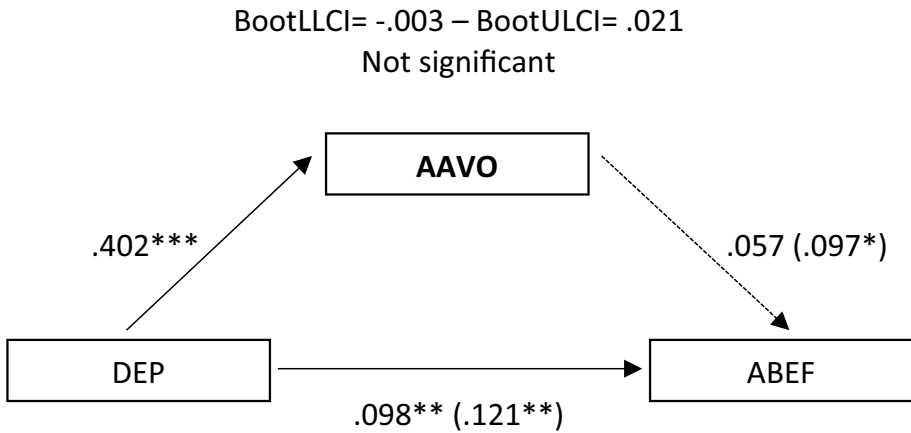 BootLLCI= -.003 – BootULCI= .021
Not significant
AAVO
.402***
.057 (.097*)
DEP
ABEF
.098** (.121**)